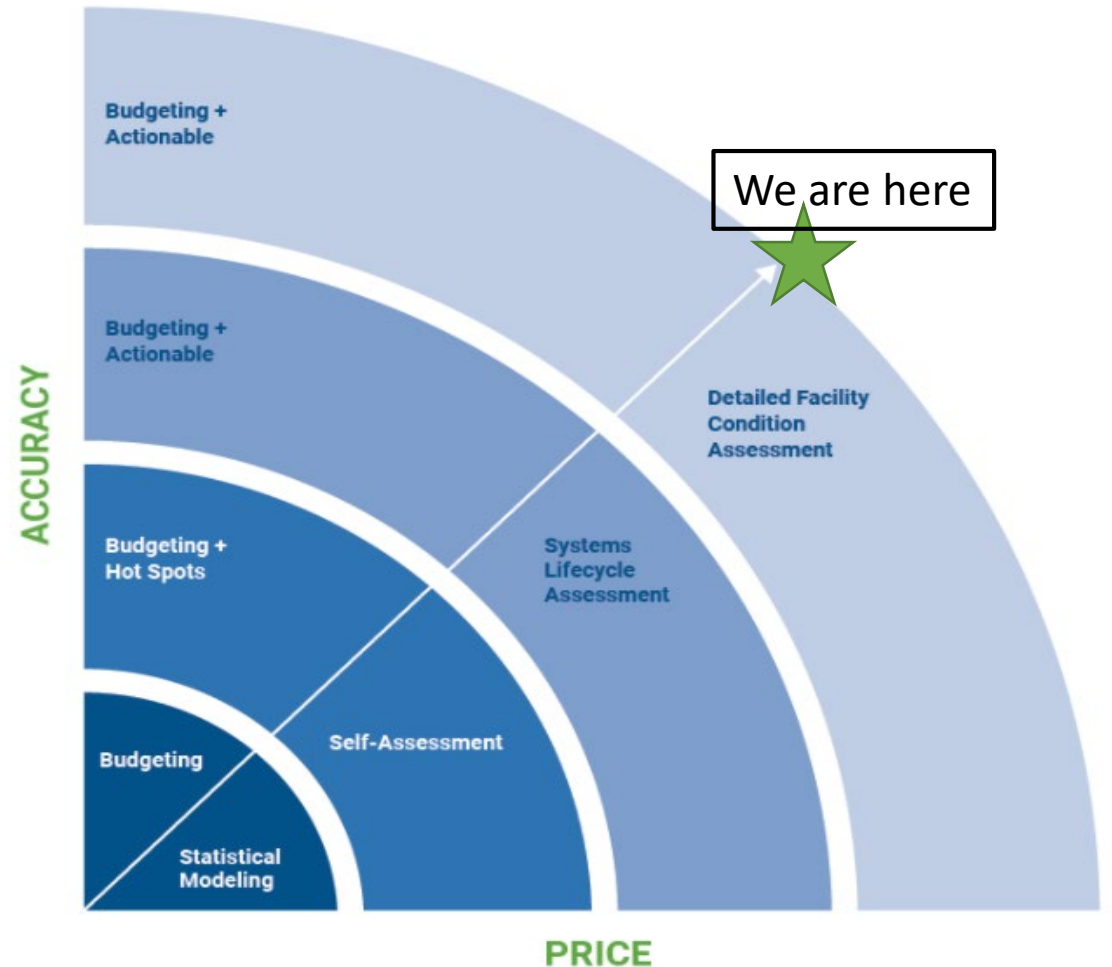 Budgeting +
Actionable
We are here
Budgeting +
Actionable
Detailed Facility
Condition
Assessment
ACCURACY
Budgeting +
Hot Spots
Systems
Lifecycle
Assessment
Budgeting
Self-Assessment
Statistical
Modeling
PRICE